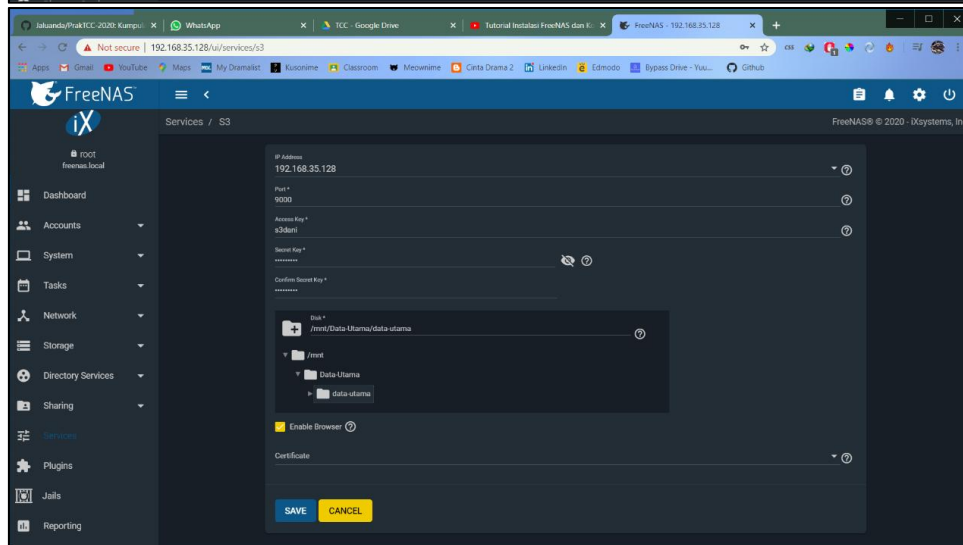 Jaluanda/PrakTCC-2020: Kumpul
WhatsApp
TCC - Google Drive
Tutorial Instalasi FreeNAS dan Ko
FreeNAS - 192.168.35.128
Not secure | 192.168.35.128/ui/services/s3
Apps Gmail YouTube Maps My Dramalist Kusonime Classroom Meownime Cinta Drama 2 LinkedIn Edmodo Bypass Drive - Yuu... Github
FreeNAS
iX
root
freenas.local
Dashboard
Accounts
System
Tasks
Network
Storage
Directory Services
Sharing
Services
Plugins
Jails
Reporting
Services / S3
FreeNAS® © 2020 - iXsystems, In
IP Address
192.168.35.128
Port *
9000
Access Key *
s3dani
Secret Key *
•••••••••
Confirm Secret Key *
•••••••••
Disk *
/mnt/Data-Utama/data-utama
/mnt
Data-Utama
data-utama
Enable Browser
Certificate
SAVE CANCEL